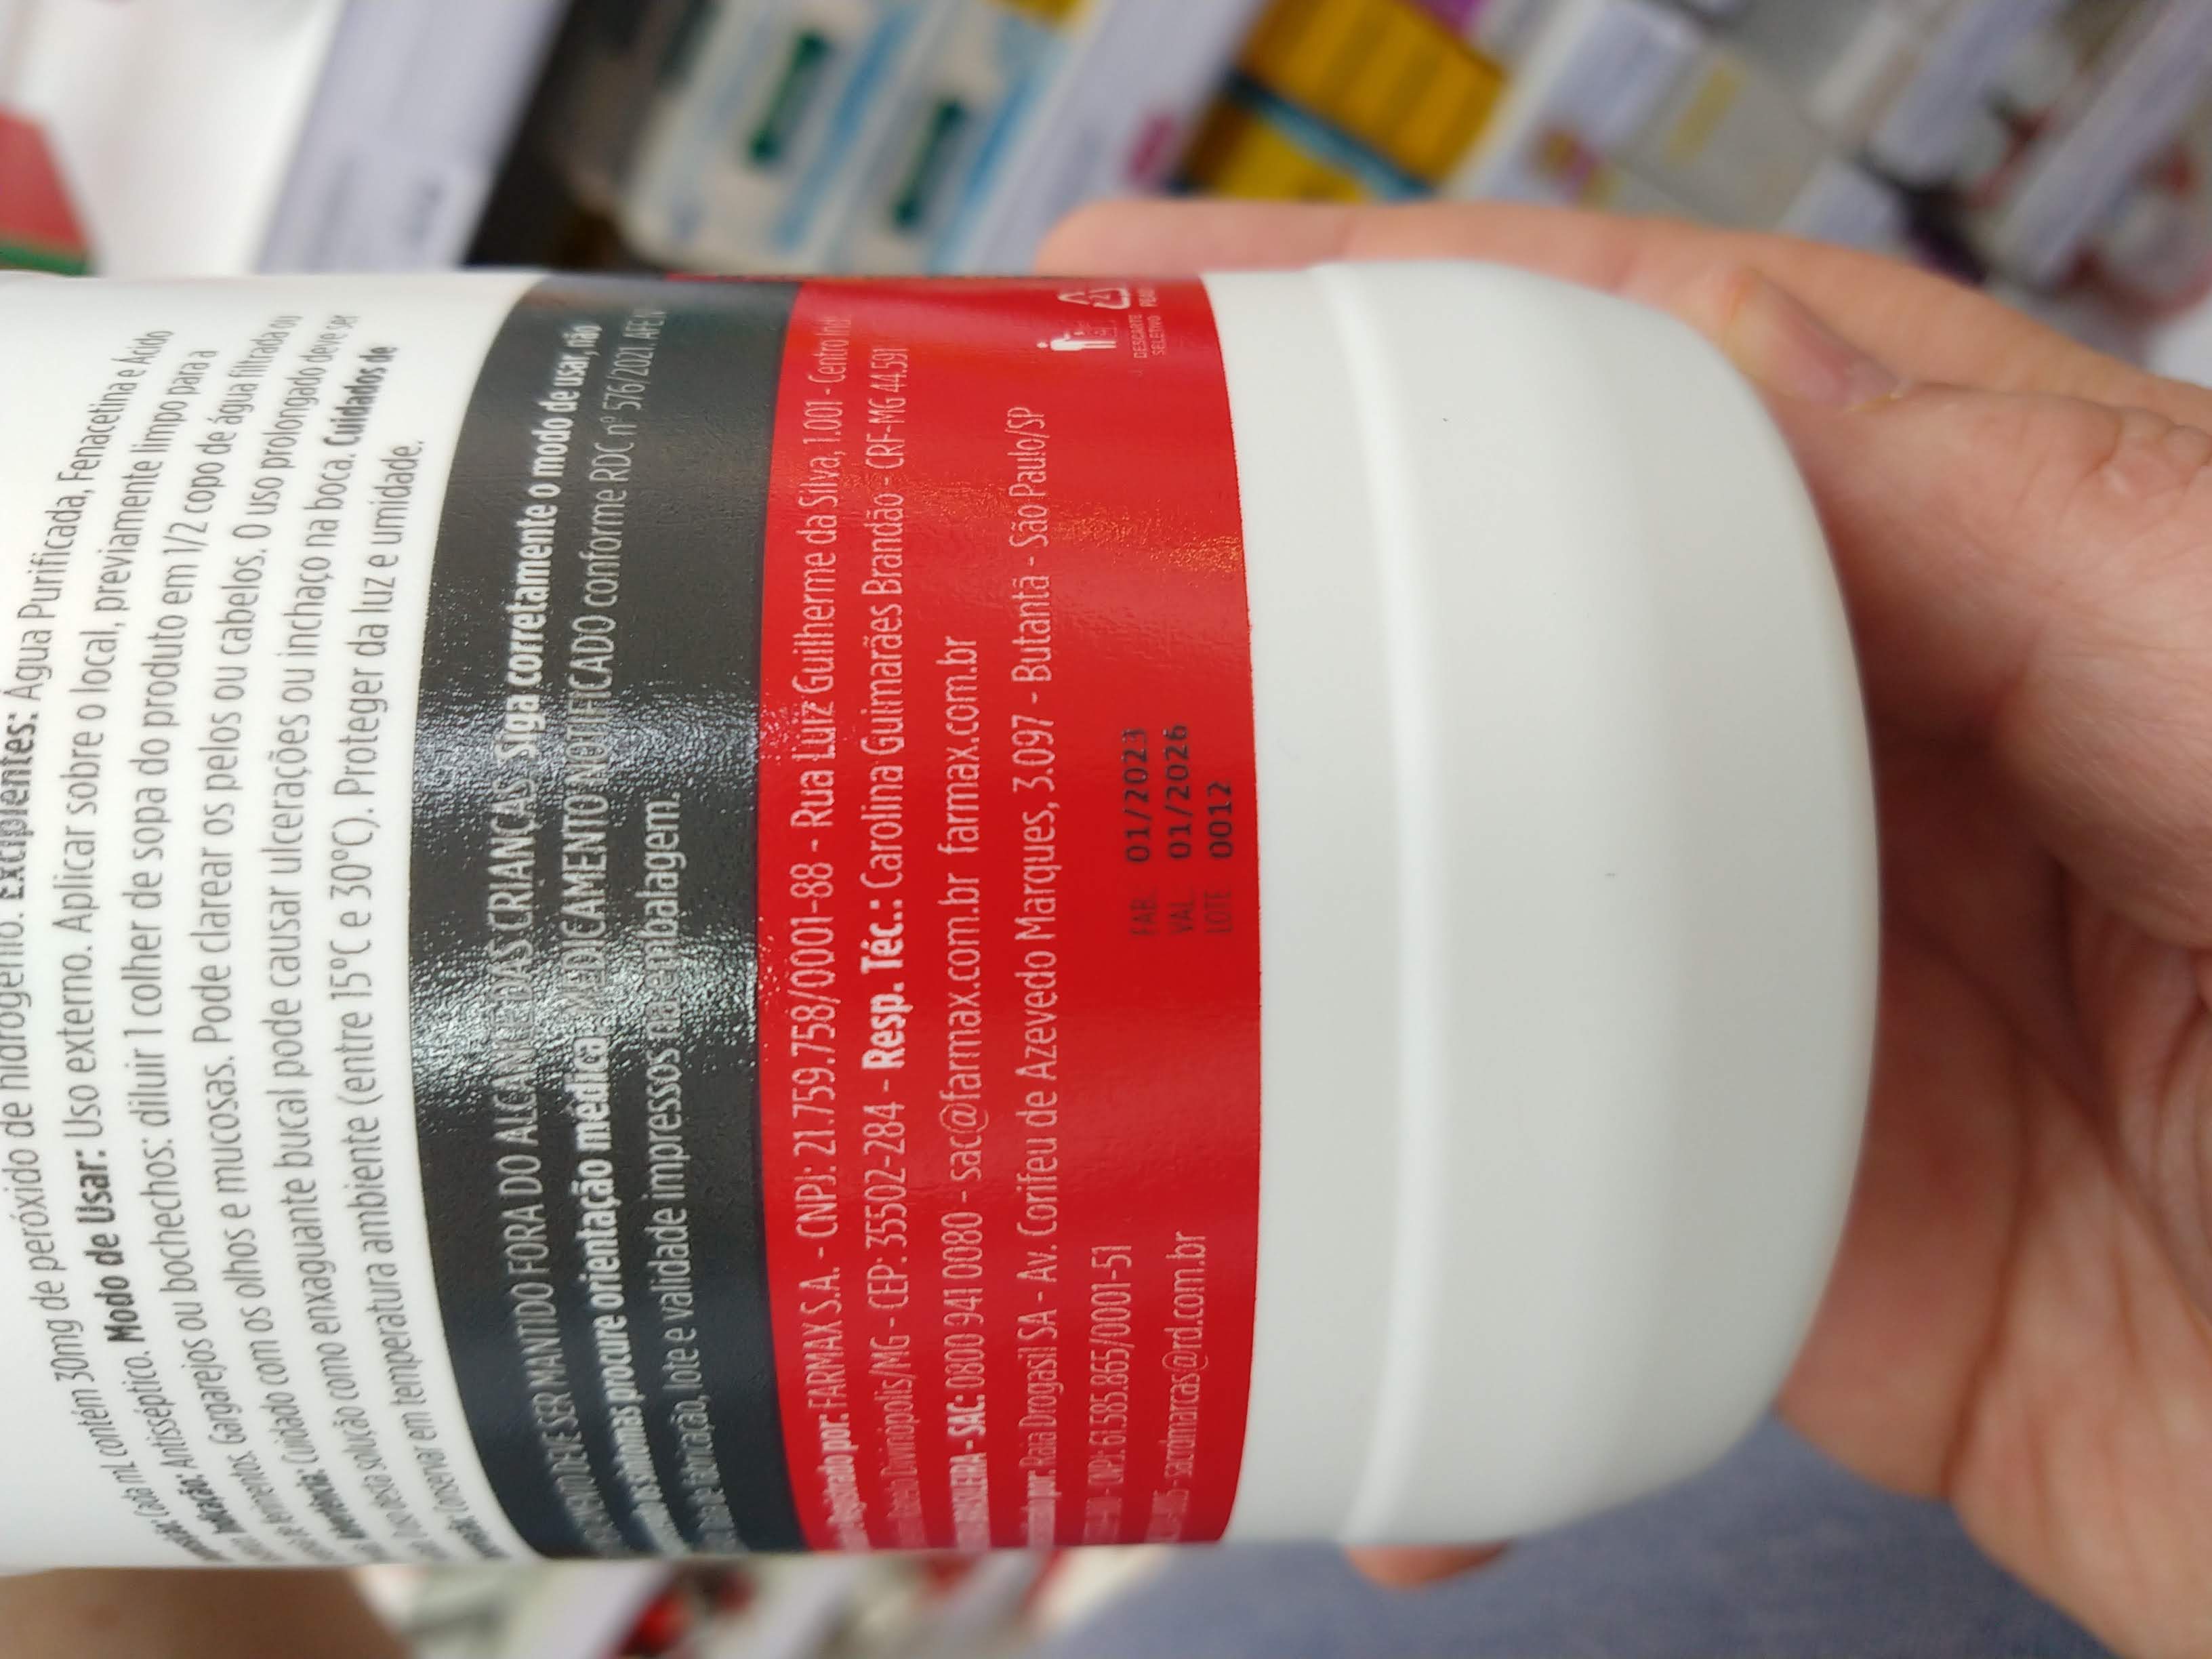 Cada mL contém 30mg de peróxido de hidrogênio. Excipientes: Água Purificada, Fenacetina e Ácido
Indicação: Antisséptico. Modo de Usar: Uso externo. Aplicar sobre o local, previamente limpo para a
de ferimentos. Gargarejos ou bochechos: diluir 1 colher de sopa do produto em 1/2 copo de água filtrada ou
Advertência: Cuidado com os olhos e mucosas. Pode clarear os pelos ou cabelos. O uso prolongado deve ser
O uso desta solução como enxaguante bucal pode causar ulcerações ou inchaço na boca. Cuidados de
Conservar em temperatura ambiente (entre 15°C e 30°C). Proteger da luz e umidade.
DEVE SER MANTIDO FORA DO ALCANCE DAS CRIANÇAS. Siga corretamente o modo de usar, não
os sintomas procure orientação médica. MEDICAMENTO NOTIFICADO conforme RDC nº 576/2021. AFE
de fabricação, lote e validade impressos na embalagem.
Registrado por: FARMAX S.A. - CNPJ: 21.759.758/0001-88 - Rua Luiz Guilherme da Silva, 1.001 - Centro
Divinópolis/MG - CEP: 35502-284 - Resp. Téc.: Carolina Guimarães Brandão - CRF-MG 44.591
BRASILEIRA - SAC: 0800 941 0080 - sac@farmax.com.br farmax.com.br
por: Raia Drogasil SA - Av. Corifeu de Azevedo Marques, 3.097 - Butantã - São Paulo/SP
- CNPJ: 61.585.865/0001-51
- sacrdmarcas@rd.com.br
FAB. 01/2023
VAL. 01/2026
LOTE 0012
2
DESCARTE
SELETIVO
PEAD